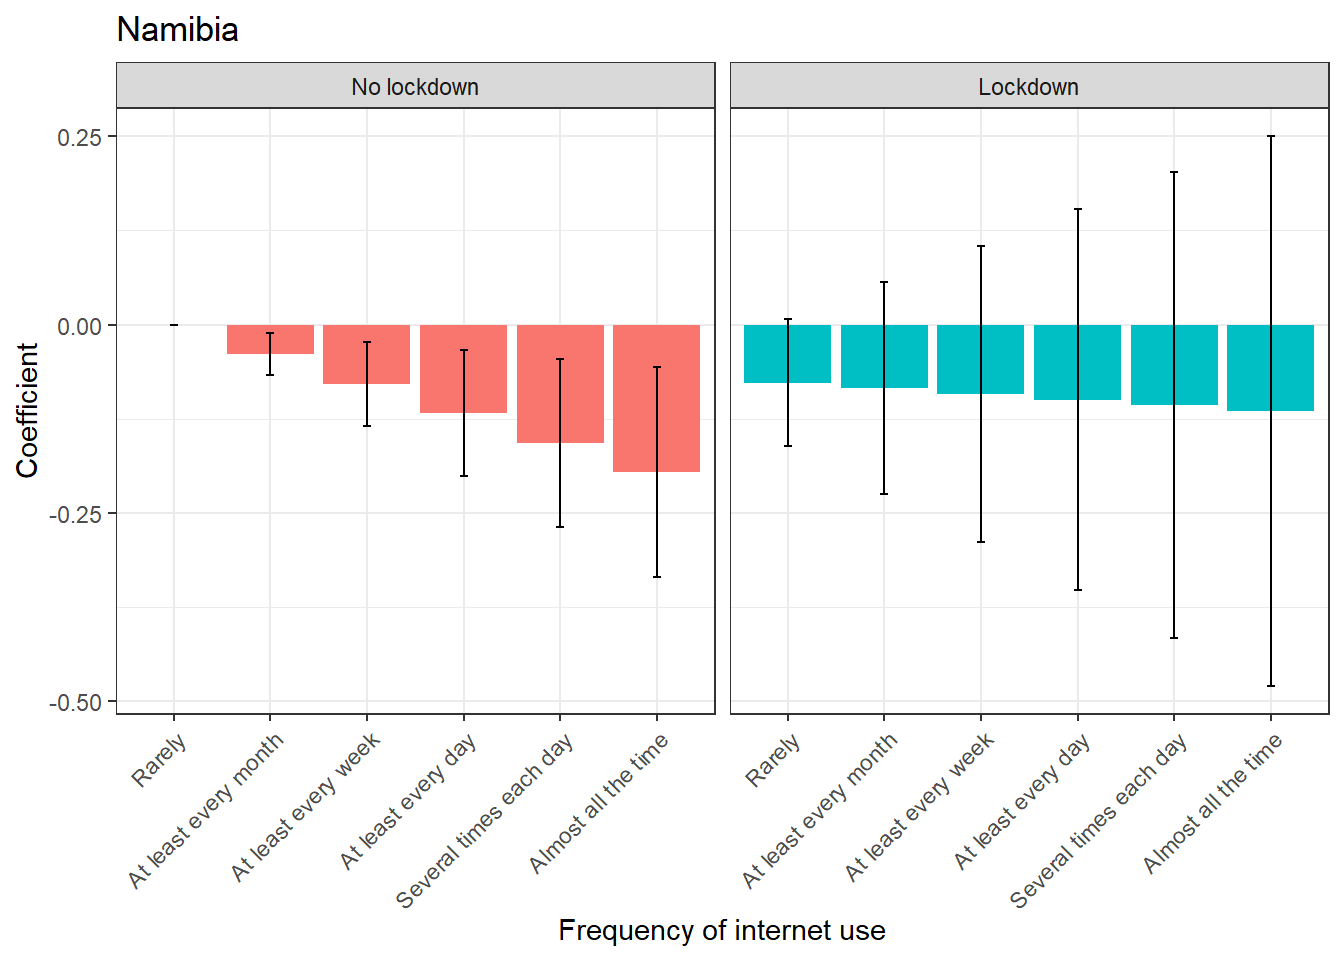 Namibia
No lockdown
Lockdown
Coefficient
0.25
0.00
-0.25
-0.50
Rarely
At least every month
At least every week
At least every day
Several times each day
Almost all the time
Rarely
At least every month
At least every week
At least every day
Several times each day
Almost all the time
Frequency of internet use